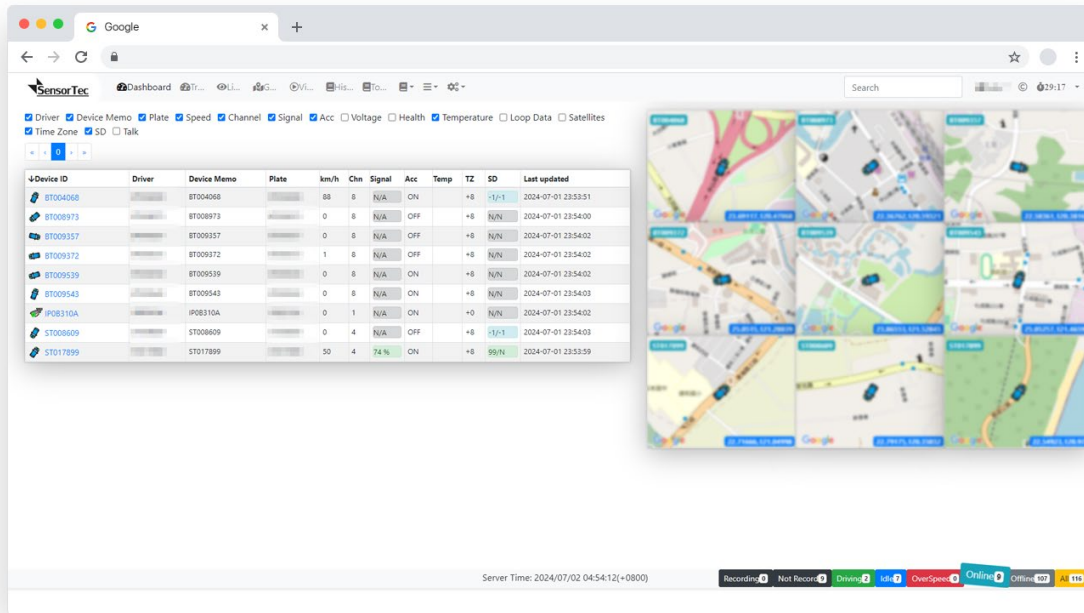 Google
SensorTec
Dashboard Tr... Li... G... Vi... His... To...
Search
29:17
Driver Device Memo Plate Speed Channel Signal Acc Voltage Health Temperature Loop Data Satellites
Time Zone SD Talk
« ‹ 0 › »
↓Device ID Driver Device Memo Plate km/h Chn Signal Acc Temp TZ SD Last updated
BT004068 BT004068 88 8 N/A ON +8 -1/-1 2024-07-01 23:53:51
BT008973 BT008973 0 8 N/A OFF +8 N/N 2024-07-01 23:54:00
BT009357 BT009357 0 8 N/A OFF +8 N/N 2024-07-01 23:54:02
BT009372 BT009372 1 8 N/A OFF +8 N/N 2024-07-01 23:54:02
BT009539 BT009539 0 8 N/A ON +8 N/N 2024-07-01 23:54:02
BT009543 BT009543 0 8 N/A ON +8 N/N 2024-07-01 23:54:03
IP08310A IP08310A 0 1 N/A ON +0 N/N 2024-07-01 23:54:02
ST008609 ST008609 0 4 N/A OFF +8 -1/-1 2024-07-01 23:54:03
ST017899 ST017899 50 4 74 % ON +8 99/N 2024-07-01 23:53:59
Server Time: 2024/07/02 04:54:12(+0800)
Recording 0 Not Record 9 Driving 2 Idle 7 OverSpeed 0 Online 9 Offline 107 All 116